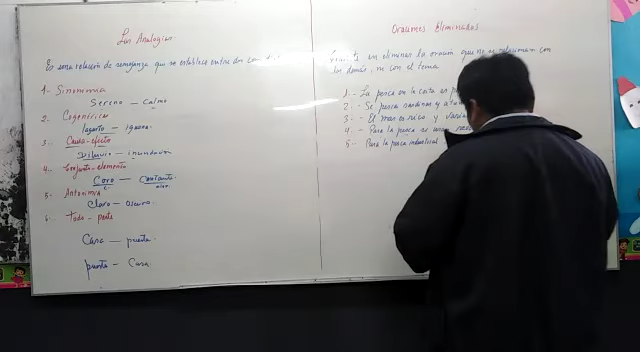 Las Analogías
Es una relación de semejanza que se establece entre dos
1- Sinonimia
Sereno - Calmo
2- Cogenéricos
lagarto - iguana
3- Causa-efecto
Diluvio - inundación
4- Conjunto-elemento
Coro - Cantante
5- Antonimia
Claro - oscuro
6- Todo - parte
Casa - puerta
puerta - Casa
Oraciones Eliminadas
en eliminar la oración que no se relacionan con
los demás, ni con el tema
1- La pesca en la costa es
2- Se pesca sardinas y
3- El mar es rico y
4- Para la pesca se usan
5- Para la pesca industrial